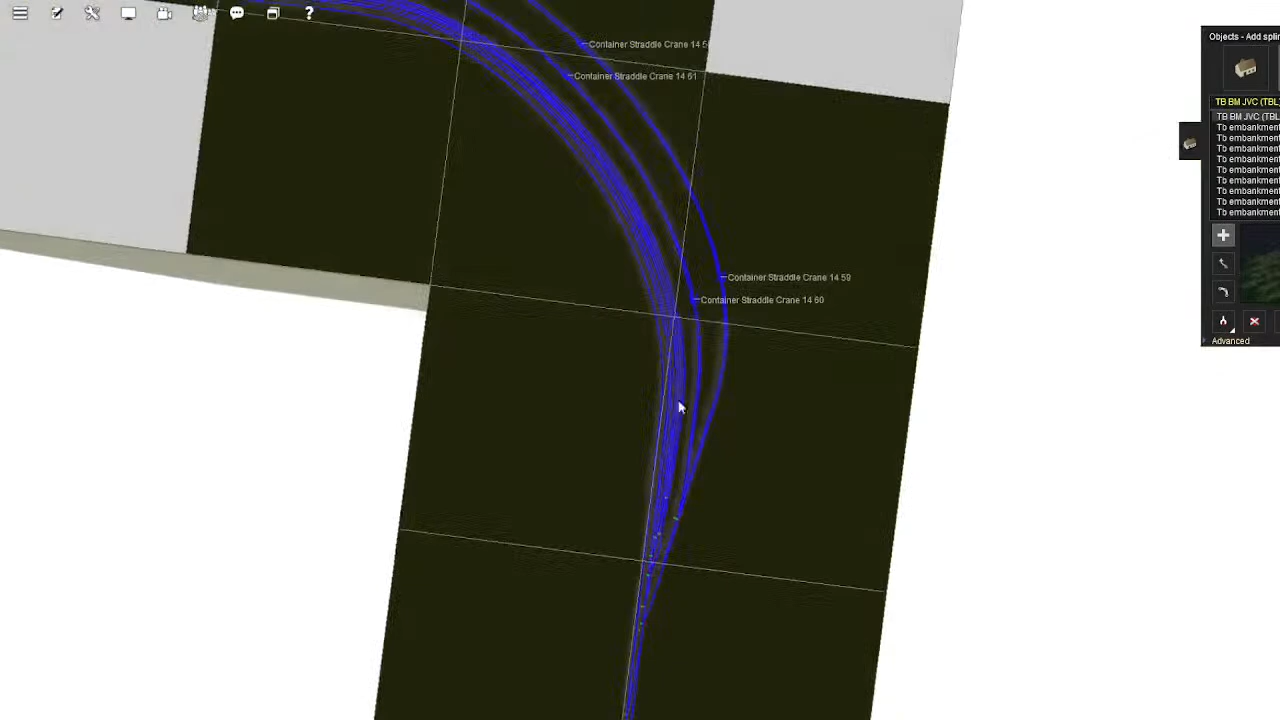 ?
Objects - Add spli
Container Straddle Crane 14 5
Container Straddle Crane 14 61
TB BM JVC (TBL)
TB BM JVC (TBL)
Tb embankment
Tb embankment
Tb embankment
Tb embankment
Tb embankment
Tb embankment
Tb embankment
Tb embankment
Tb embankment
Container Straddle Crane 14 59
Container Straddle Crane 14 60
Advanced